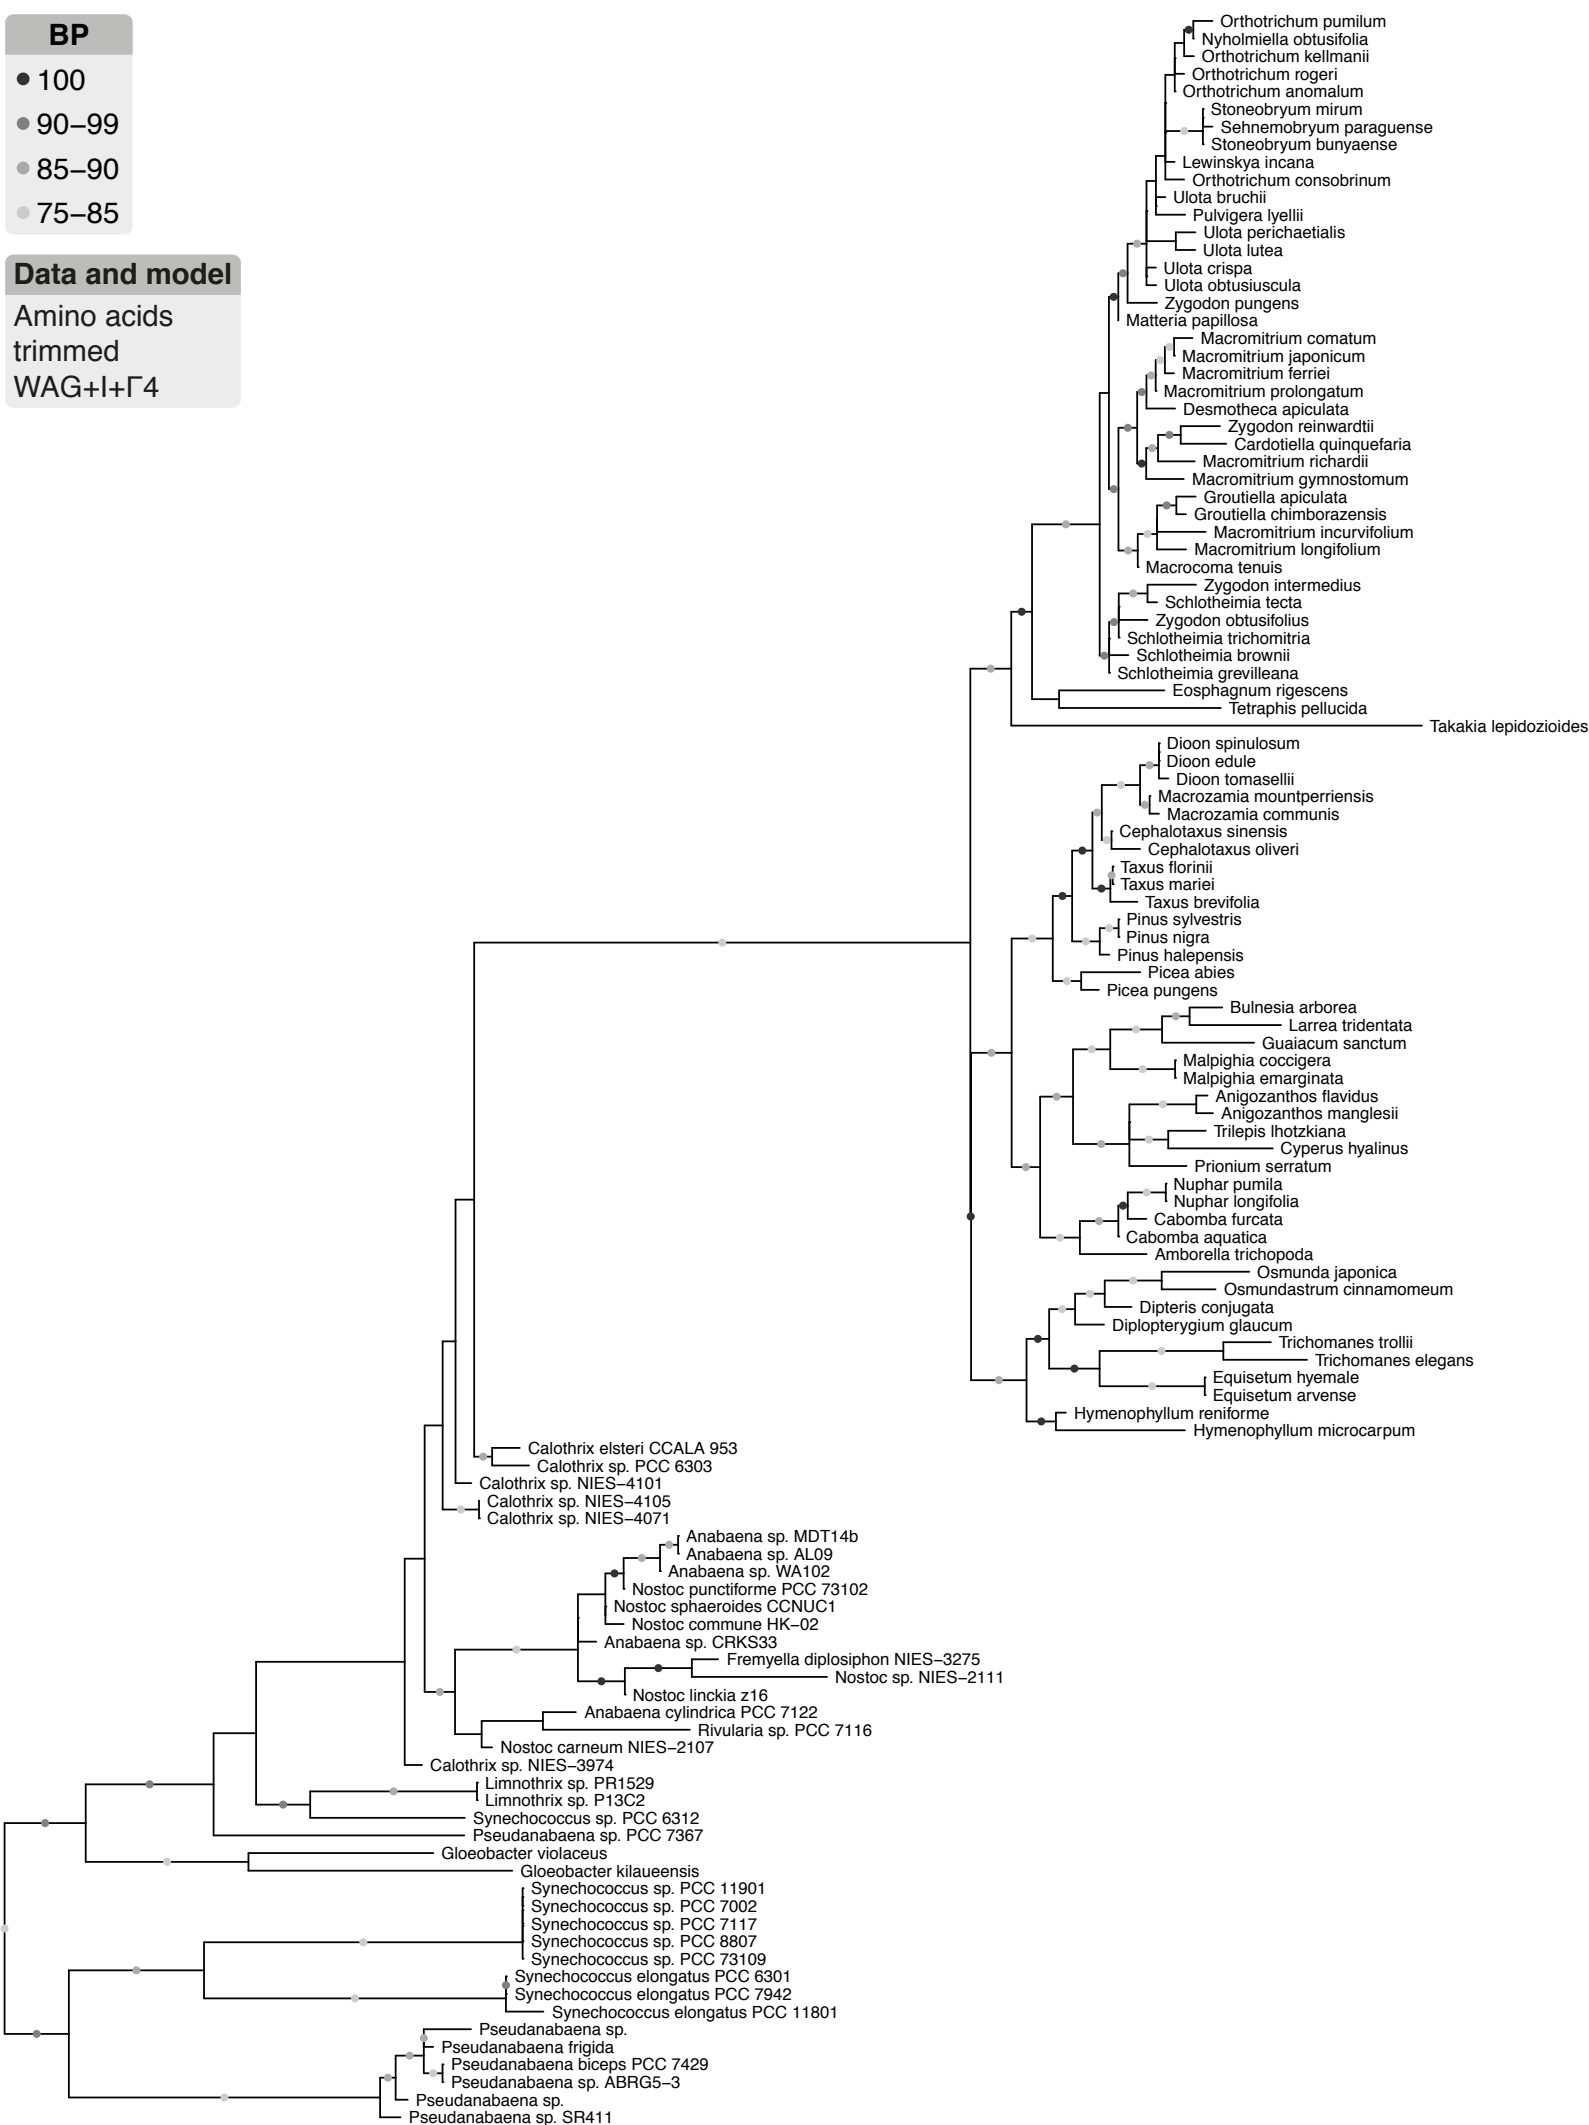 BP
100
90–99
85–90
75–85
Data and model
Amino acids
trimmed
WAG+I+Γ4
Orthotrichum pumilum
Nyholmiella obtusifolia
Orthotrichum kellmanii
Orthotrichum rogeri
Orthotrichum anomalum
Stoneobryum mirum
Sehnemobryum paraguense
Stoneobryum bunyaense
Lewinskya incana
Orthotrichum consobrinum
Ulota bruchii
Pulvigera lyellii
Ulota perichaetialis
Ulota lutea
Ulota crispa
Ulota obtusiuscula
Zygodon pungens
Matteria papillosa
Macromitrium comatum
Macromitrium japonicum
Macromitrium ferriei
Macromitrium prolongatum
Desmotheca apiculata
Zygodon reinwardtii
Cardotiella quinquefaria
Macromitrium richardii
Macromitrium gymnostomum
Groutiella apiculata
Groutiella chimborazensis
Macromitrium incurvifolium
Macromitrium longifolium
Macrocoma tenuis
Zygodon intermedius
Schlotheimia tecta
Zygodon obtusifolius
Schlotheimia trichomitria
Schlotheimia brownii
Schlotheimia grevilleana
Eosphagnum rigescens
Tetraphis pellucida
Takakia lepidozioides
Dioon spinulosum
Dioon edule
Dioon tomasellii
Macrozamia mountperriensis
Macrozamia communis
Cephalotaxus sinensis
Cephalotaxus oliveri
Taxus florinii
Taxus mariei
Taxus brevifolia
Pinus sylvestris
Pinus nigra
Pinus halepensis
Picea abies
Picea pungens
Bulnesia arborea
Larrea tridentata
Guaiacum sanctum
Malpighia coccigera
Malpighia emarginata
Anigozanthos flavidus
Anigozanthos manglesii
Trilepis lhotzkiana
Cyperus hyalinus
Prionium serratum
Nuphar pumila
Nuphar longifolia
Cabomba furcata
Cabomba aquatica
Amborella trichopoda
Osmunda japonica
Osmundastrum cinnamomeum
Dipteris conjugata
Diplopterygium glaucum
Trichomanes trollii
Trichomanes elegans
Equisetum hyemale
Equisetum arvense
Hymenophyllum reniforme
Hymenophyllum microcarpum
Calothrix elsteri CCALA 953
Calothrix sp. PCC 6303
Calothrix sp. NIES−4101
Calothrix sp. NIES−4105
Calothrix sp. NIES−4071
Anabaena sp. MDT14b
Anabaena sp. AL09
Anabaena sp. WA102
Nostoc punctiforme PCC 73102
Nostoc sphaeroides CCNUC1
Nostoc commune HK−02
Anabaena sp. CRKS33
Fremyella diplosiphon NIES−3275
Nostoc sp. NIES−2111
Nostoc linckia z16
Anabaena cylindrica PCC 7122
Rivularia sp. PCC 7116
Nostoc carneum NIES−2107
Calothrix sp. NIES−3974
Limnothrix sp. PR1529
Limnothrix sp. P13C2
Synechococcus sp. PCC 6312
Pseudanabaena sp. PCC 7367
Gloeobacter violaceus
Gloeobacter kilaueensis
Synechococcus sp. PCC 11901
Synechococcus sp. PCC 7002
Synechococcus sp. PCC 7117
Synechococcus sp. PCC 8807
Synechococcus sp. PCC 73109
Synechococcus elongatus PCC 6301
Synechococcus elongatus PCC 7942
Synechococcus elongatus PCC 11801
Pseudanabaena sp.
Pseudanabaena frigida
Pseudanabaena biceps PCC 7429
Pseudanabaena sp. ABRG5−3
Pseudanabaena sp.
Pseudanabaena sp. SR411